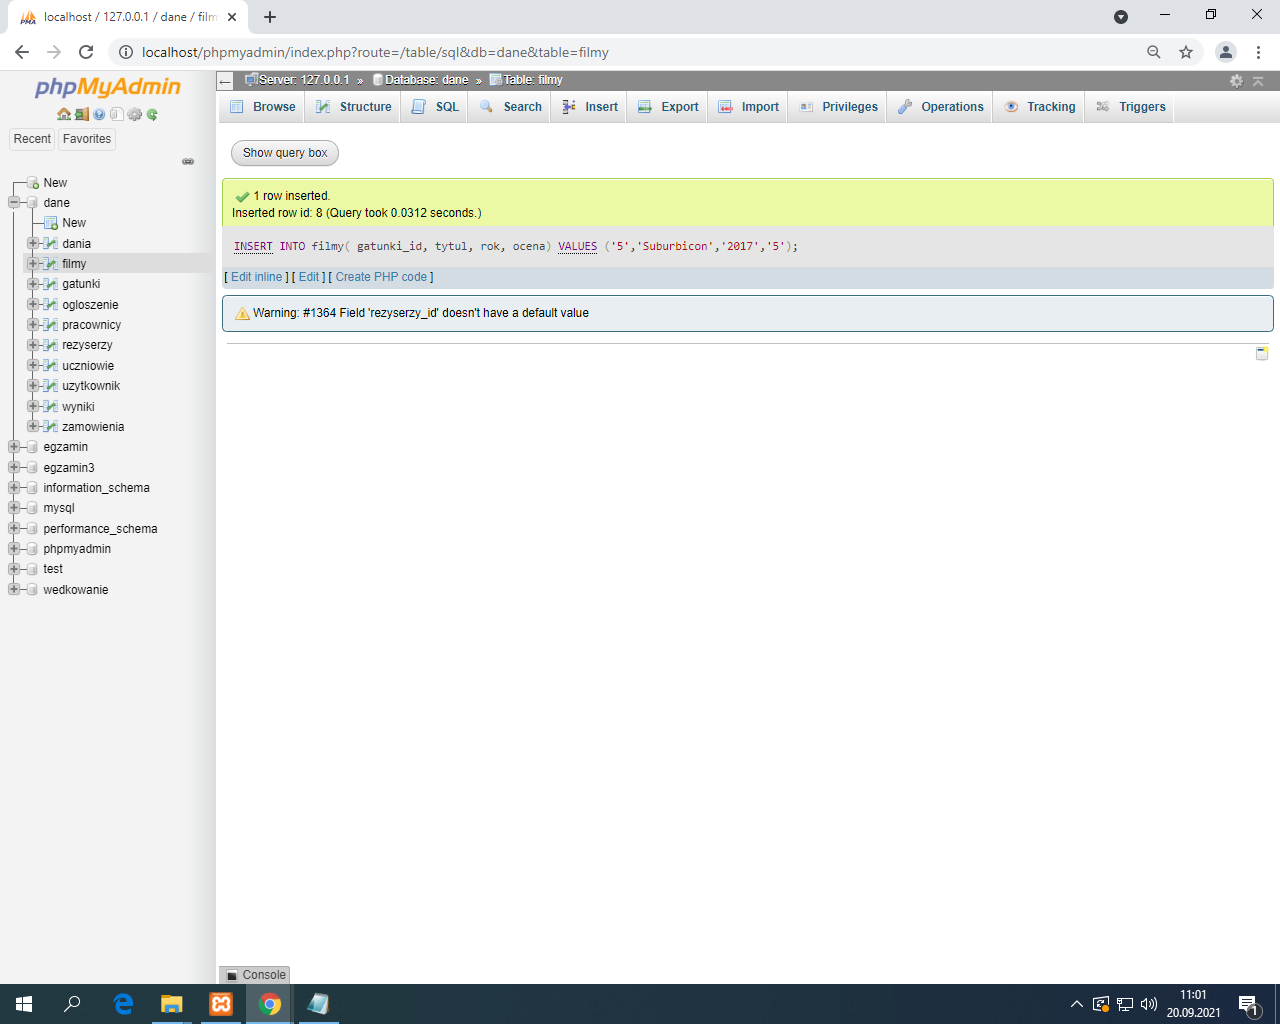 localhost / 127.0.0.1 / dane / film
localhost/phpmyadmin/index.php?route=/table/sql&db=dane&table=filmy
phpMyAdmin
Recent Favorites
New
dane
New
dania
filmy
gatunki
ogloszenie
pracownicy
rezyserzy
uczniowie
uzytkownik
wyniki
zamowienia
egzamin
egzamin3
information_schema
mysql
performance_schema
phpmyadmin
test
wedkowanie
Server: 127.0.0.1 » Database: dane » Table: filmy
Browse Structure SQL Search Insert Export Import Privileges Operations Tracking Triggers
Show query box
1 row inserted.
Inserted row id: 8 (Query took 0.0312 seconds.)
INSERT INTO filmy( gatunki_id, tytul, rok, ocena) VALUES ('5','Suburbicon','2017','5');
[ Edit inline ] [ Edit ] [ Create PHP code ]
Warning: #1364 Field 'rezyserzy_id' doesn't have a default value
Console
11:01
20.09.2021
1